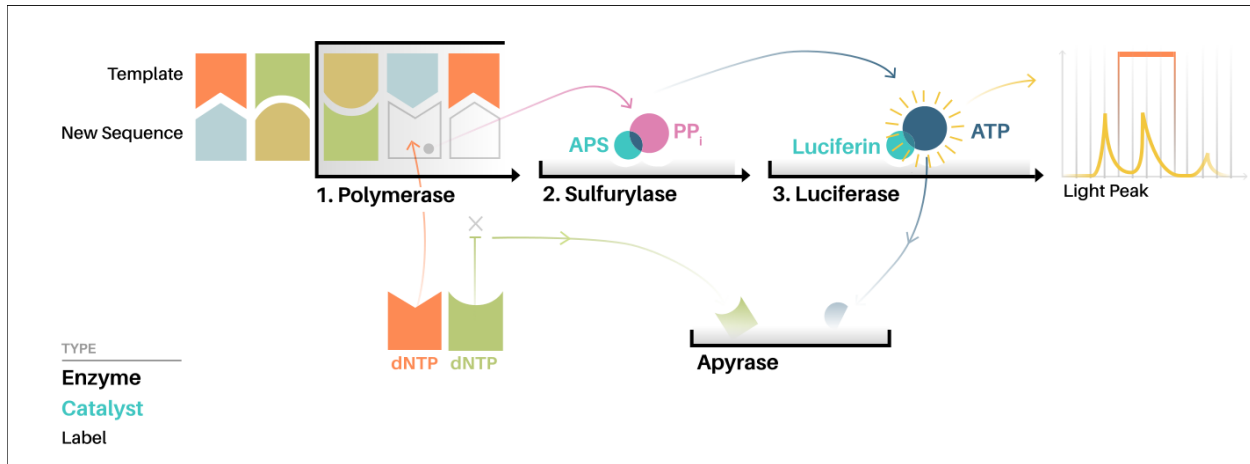 Template
New Sequence
1. Polymerase
APS
PPi
2. Sulfurylase
Luciferin
ATP
3. Luciferase
Light Peak
dNTP
dNTP
Apyrase
TYPE
Enzyme
Catalyst
Label